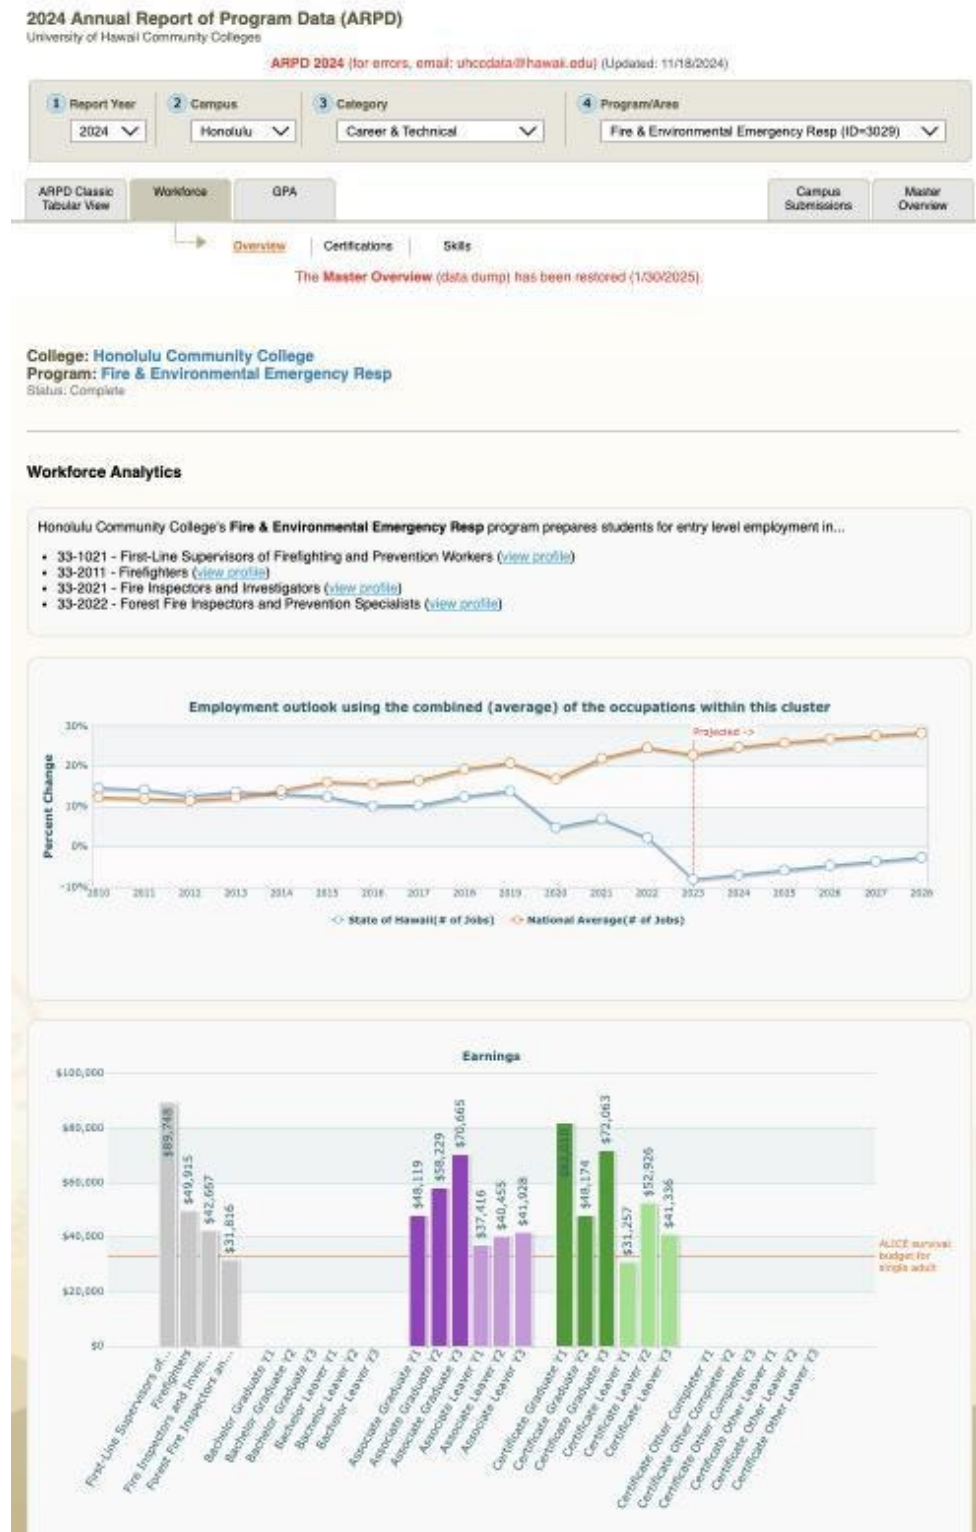 2024 Annual Report of Program Data (ARPD)
University of Hawaii Community Colleges
ARPD 2024 (for errors, email: uhccdata@hawaii.edu) (Updated: 11/18/2024)
1 Report Year
2 Campus
3 Category
4 Program/Area
2024
Honolulu
Career & Technical
Fire & Environmental Emergency Resp (ID=3029)
ARPD Classic
Tabular View
Workforce
GPA
Campus
Submissions
Master
Overview
Overview
Certifications
Skills
The Master Overview (data dump) has been restored (1/30/2025).
College: Honolulu Community College
Program: Fire & Environmental Emergency Resp
Status: Complete
Workforce Analytics
Honolulu Community College's Fire & Environmental Emergency Resp program prepares students for entry level employment in...
• 33-1021 - First-Line Supervisors of Firefighting and Prevention Workers (view profile)
• 33-2011 - Firefighters (view profile)
• 33-2021 - Fire Inspectors and Investigators (view profile)
• 33-2022 - Forest Fire Inspectors and Prevention Specialists (view profile)
Employment outlook using the combined (average) of the occupations within this cluster
Percent Change
30%
20%
10%
0%
-10%
Projected ->
2010 2011 2012 2013 2014 2015 2016 2017 2018 2019 2020 2021 2022 2023 2024 2025 2026 2027 2028
State of Hawaii(# of Jobs)
National Average(# of Jobs)
Earnings
$100,000
$80,000
$60,000
$40,000
$20,000
$0
$89,748
$49,915
$42,667
$31,816
$48,119
$58,229
$70,665
$37,416
$40,455
$41,928
$48,174
$72,063
$31,257
$52,926
$41,336
ALICE survival
budget for
single adult
First-Line Supervisors of...
Firefighters
Fire Inspectors and Inves...
Forest Fire Inspectors an...
Bachelor Graduate Y1
Bachelor Graduate Y2
Bachelor Graduate Y3
Bachelor Leaver Y1
Bachelor Leaver Y2
Bachelor Leaver Y3
Associate Graduate Y1
Associate Graduate Y2
Associate Graduate Y3
Associate Leaver Y1
Associate Leaver Y2
Associate Leaver Y3
Certificate Graduate Y1
Certificate Graduate Y2
Certificate Graduate Y3
Certificate Leaver Y1
Certificate Leaver Y2
Certificate Leaver Y3
Certificate Other Completer Y1
Certificate Other Completer Y2
Certificate Other Completer Y3
Certificate Other Leaver Y1
Certificate Other Leaver Y2
Certificate Other Leaver Y3